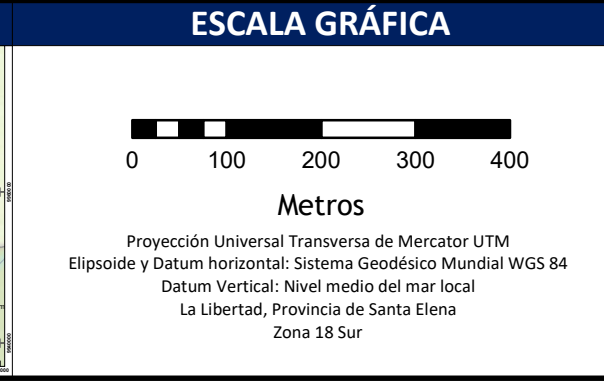 ESCALA GRÁFICA
0 100 200 300 400
Metros
Proyección Universal Transversa de Mercator UTM
Elipsoide y Datum horizontal: Sistema Geodésico Mundial WGS 84
Datum Vertical: Nivel medio del mar local
La Libertad, Provincia de Santa Elena
Zona 18 Sur